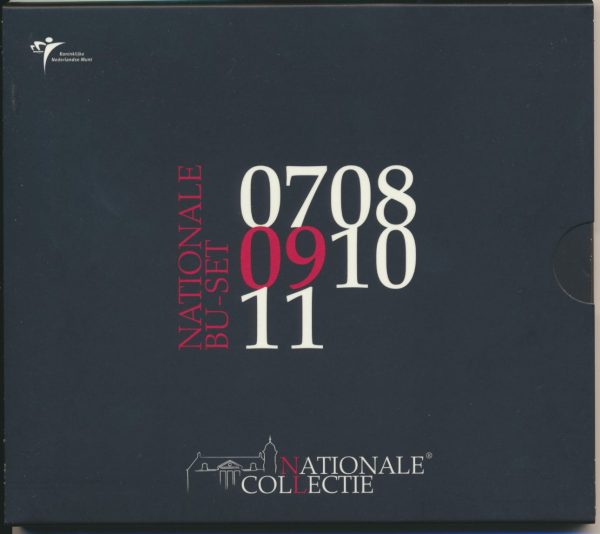 Koninklijke
Nederlandse Munt
NATIONALE
BU-SET
0708
0910
11
NATIONALE®
COLLECTIE